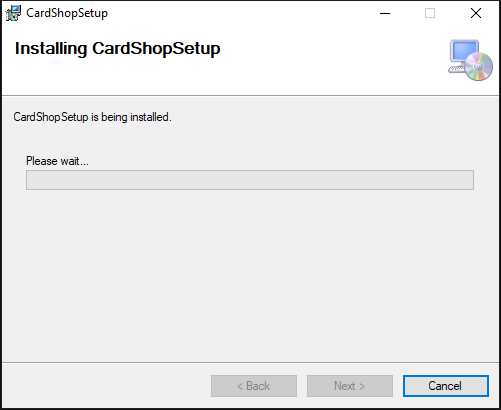 CardShopSetup
Installing CardShopSetup
CardShopSetup is being installed.
Please wait...
< Back
Next >
Cancel